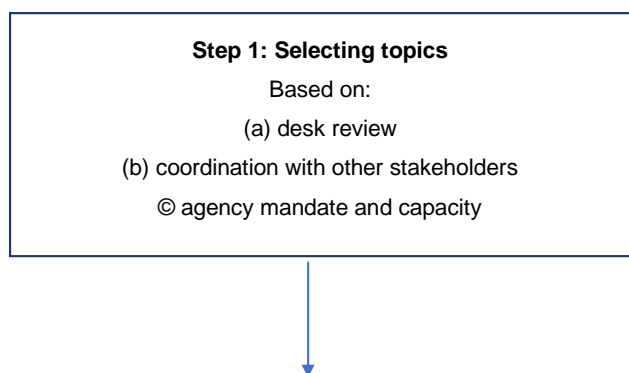 Step 1: Selecting topics
Based on:
(a) desk review
(b) coordination with other stakeholders
© agency mandate and capacity